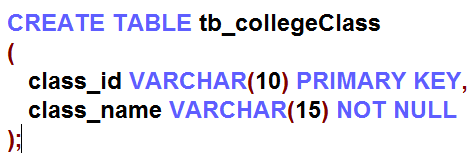 CREATE TABLE tb_collegeClass
(
class_id VARCHAR(10) PRIMARY KEY,
class_name VARCHAR(15) NOT NULL
);